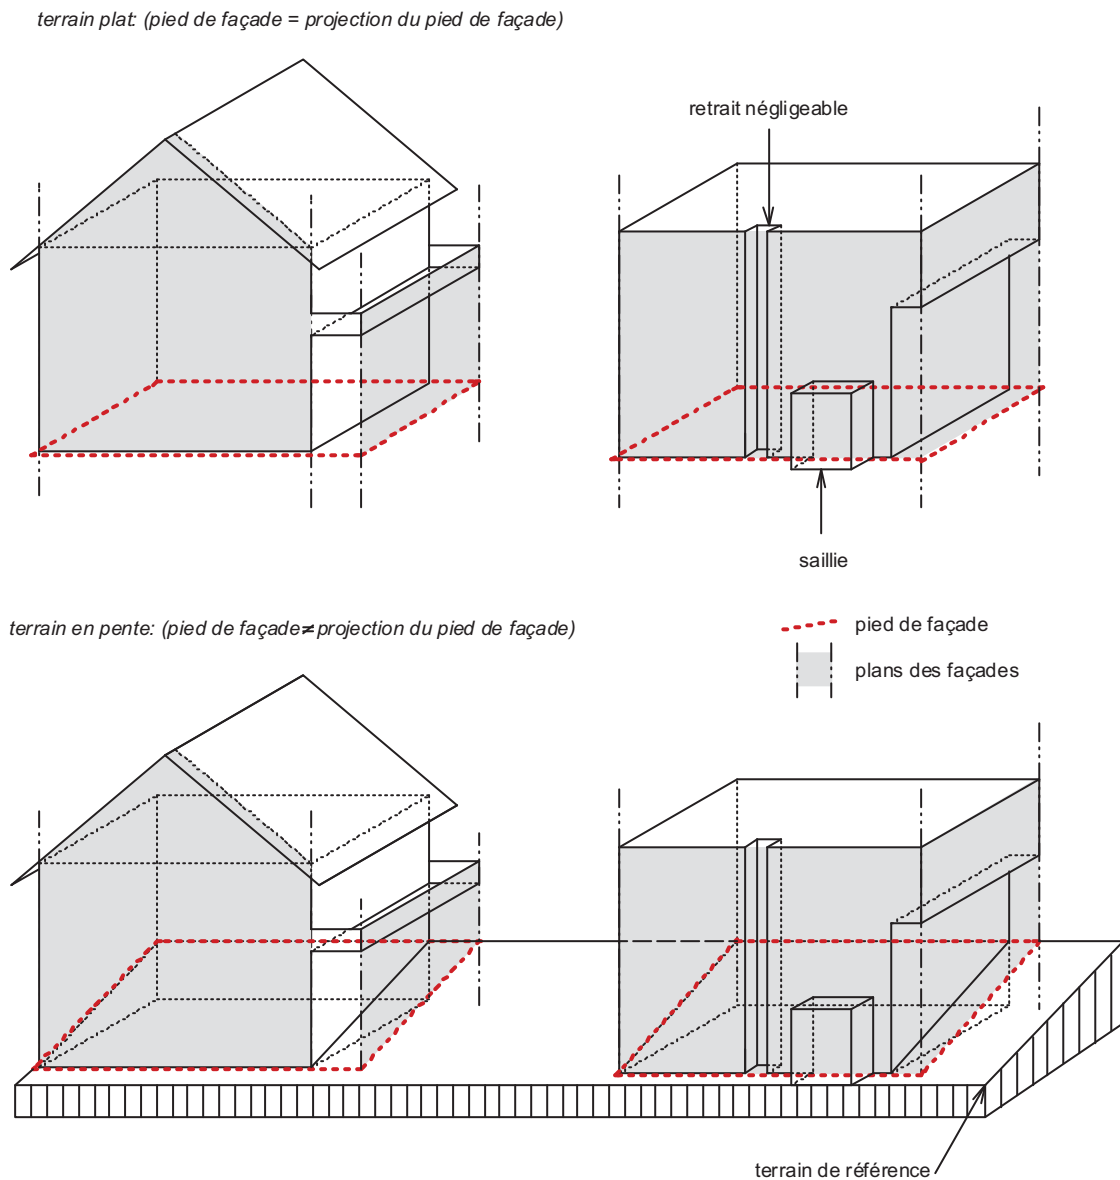 terrain plat: (pied de façade = projection du pied de façade)
retrait négligeable
saillie
terrain en pente: (pied de façade≠projection du pied de façade)
pied de façade
plans des façades
terrain de référence